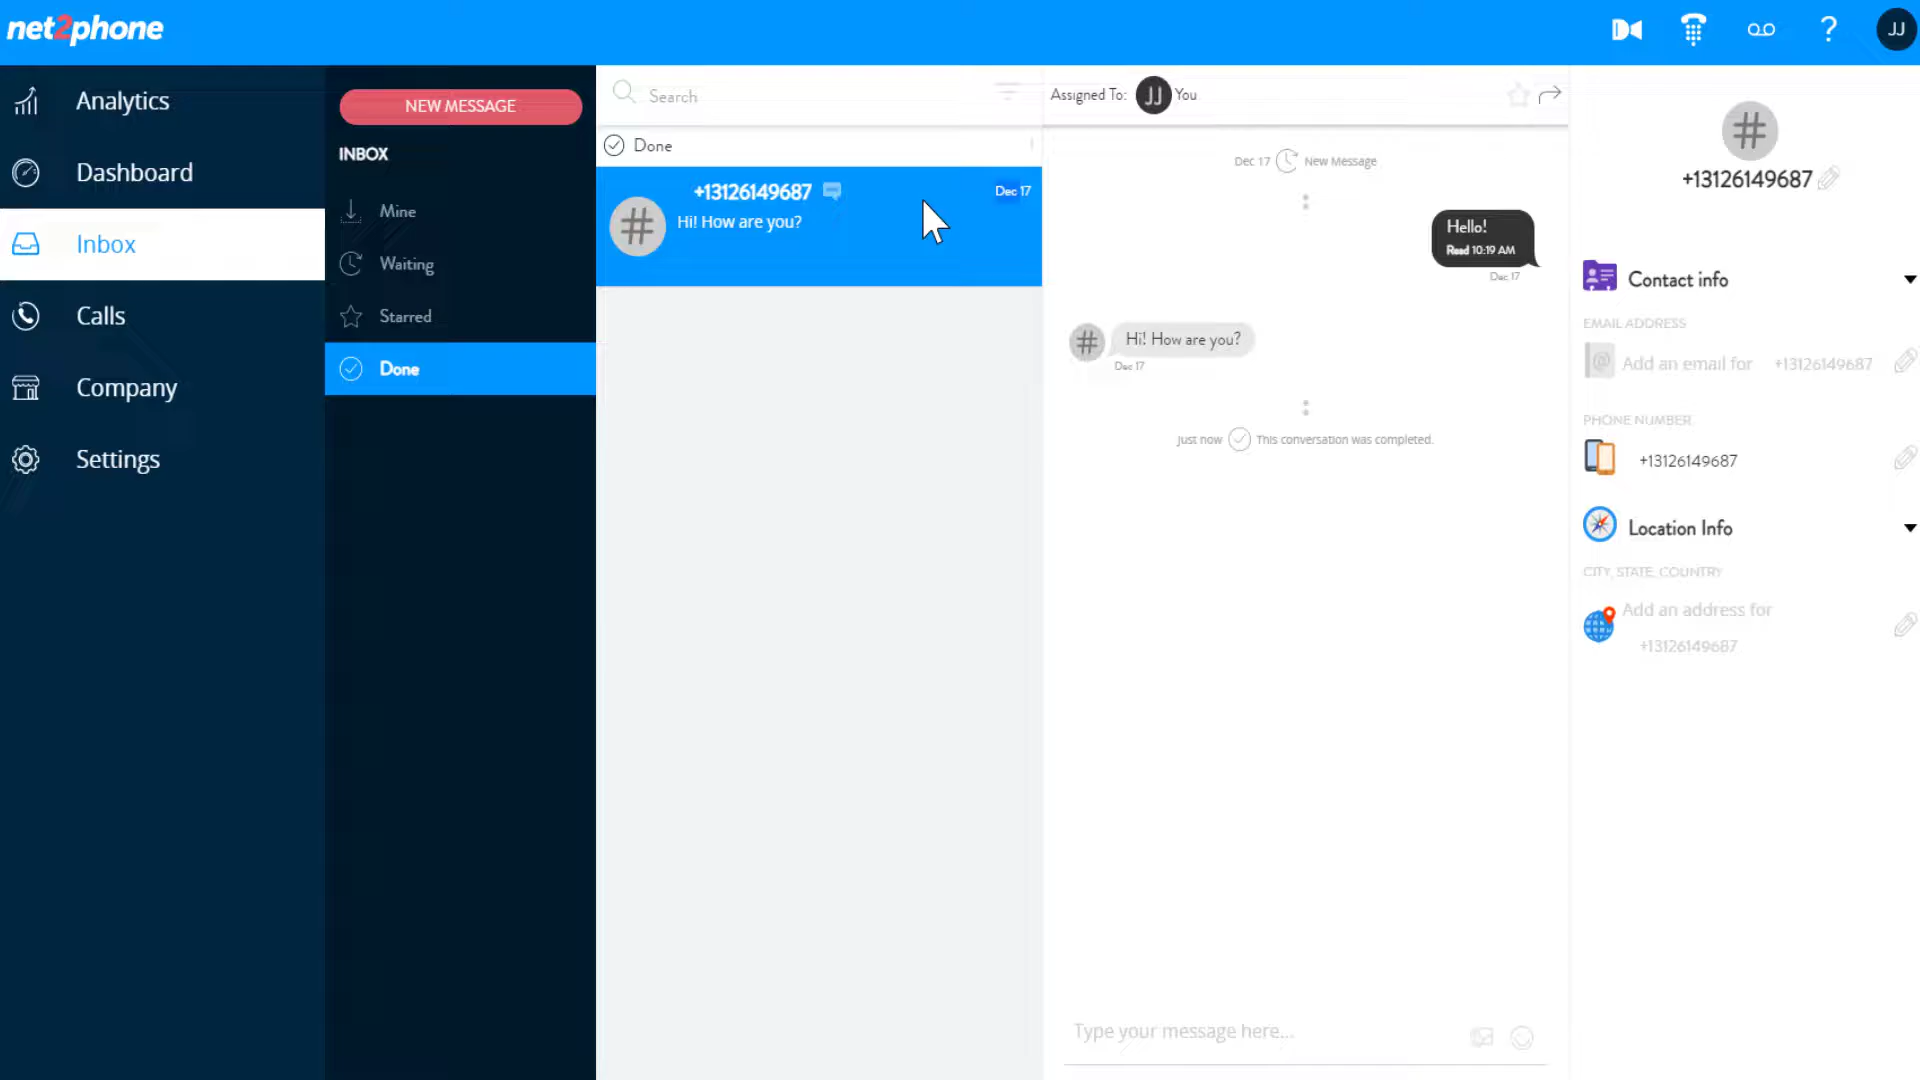 net2phone
JJ
Analytics
Dashboard
Inbox
Calls
Company
Settings
NEW MESSAGE
INBOX
Mine
Waiting
Starred
Done
Search
Done
+13126149687
Dec 17
Hi! How are you?
Assigned To: JJ You
Dec 17 New Message
Hello!
Read 10:19 AM
Dec 17
Hi! How are you?
Dec 17
Just now This conversation was completed.
Type your message here...
+13126149687
Contact info
EMAIL ADDRESS
Add an email for +13126149687
PHONE NUMBER
+13126149687
Location Info
CITY, STATE, COUNTRY
Add an address for
+13126149687